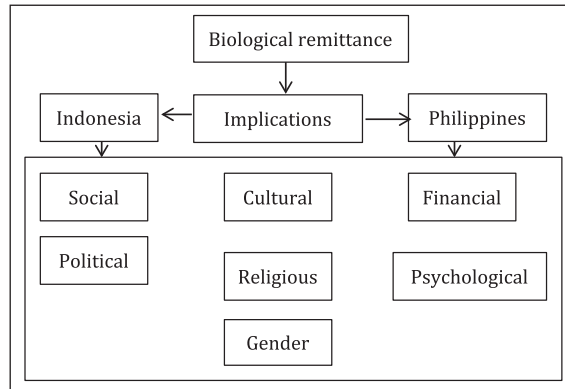 Biological remittance
Indonesia
Implications
Philippines
Social
Cultural
Financial
Political
Religious
Psychological
Gender